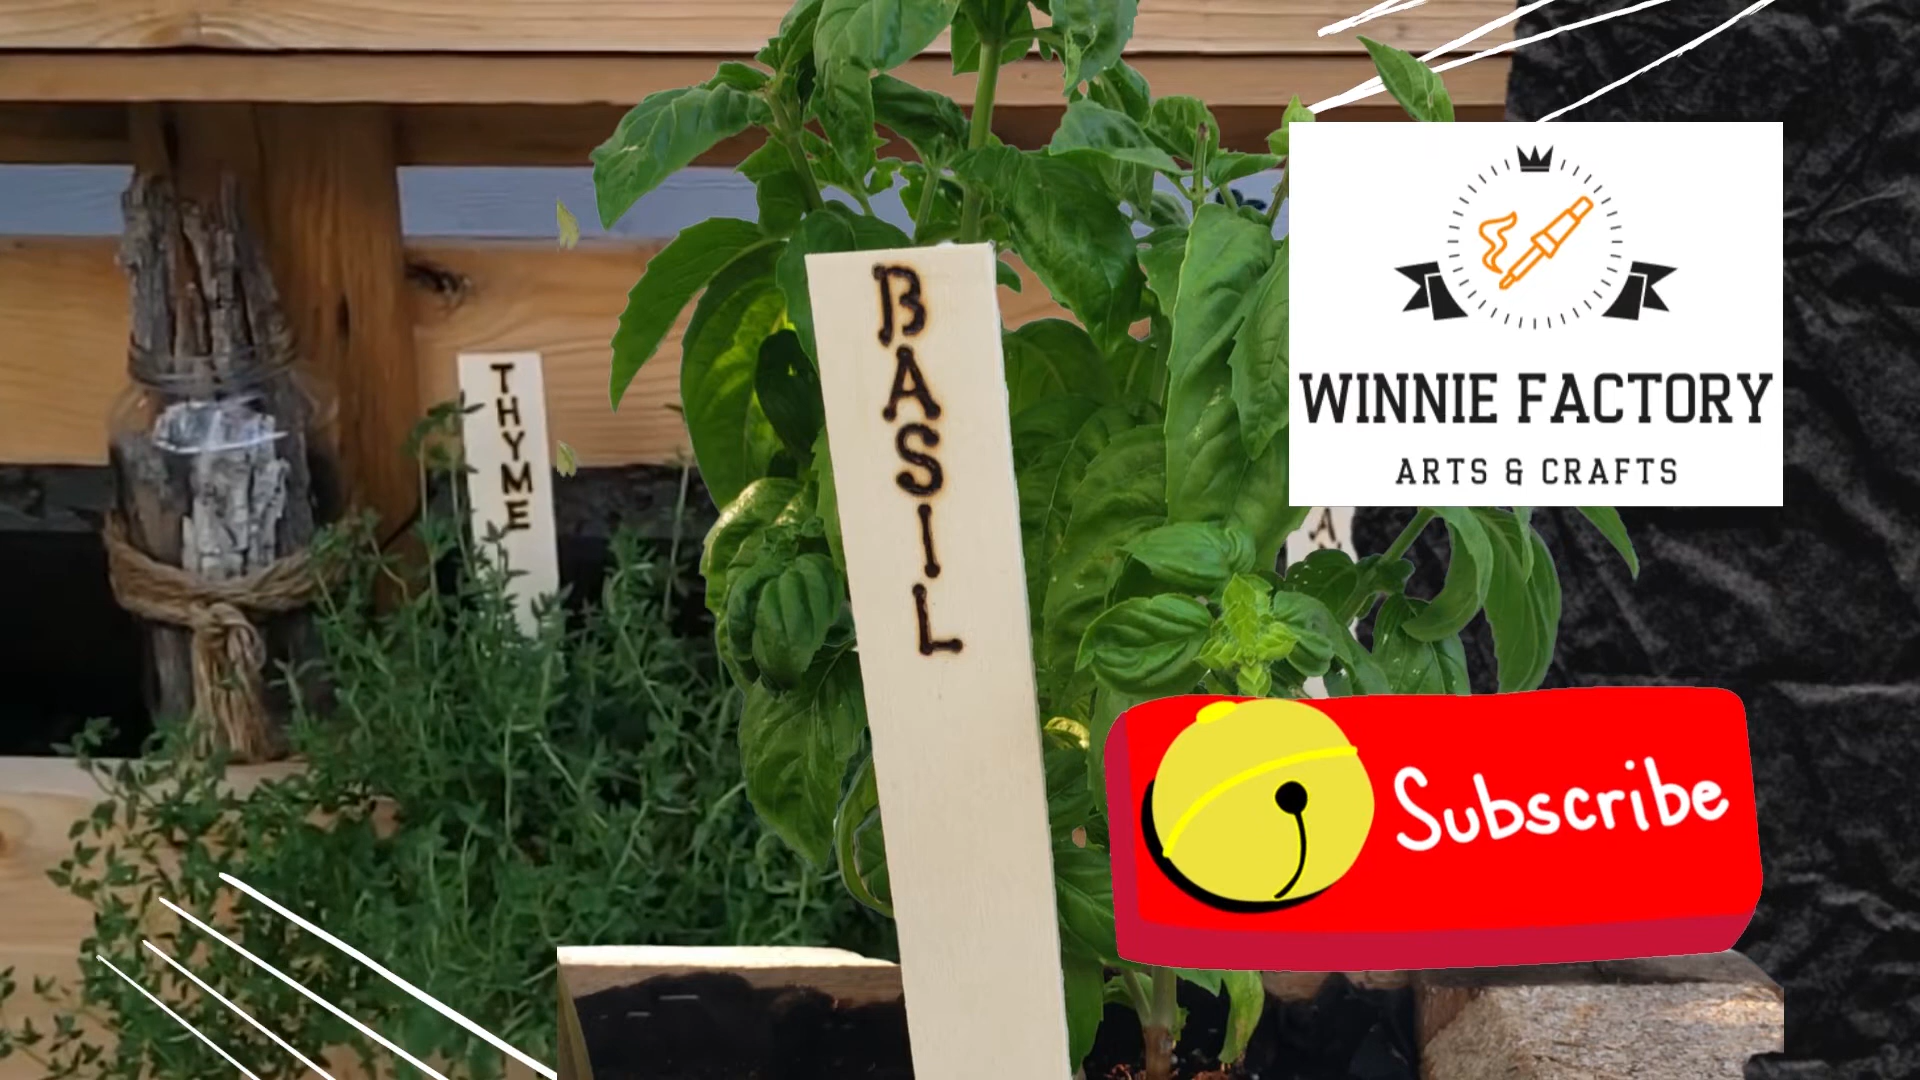 THYME
BASIL
WINNIE FACTORY
ARTS & CRAFTS
Subscribe